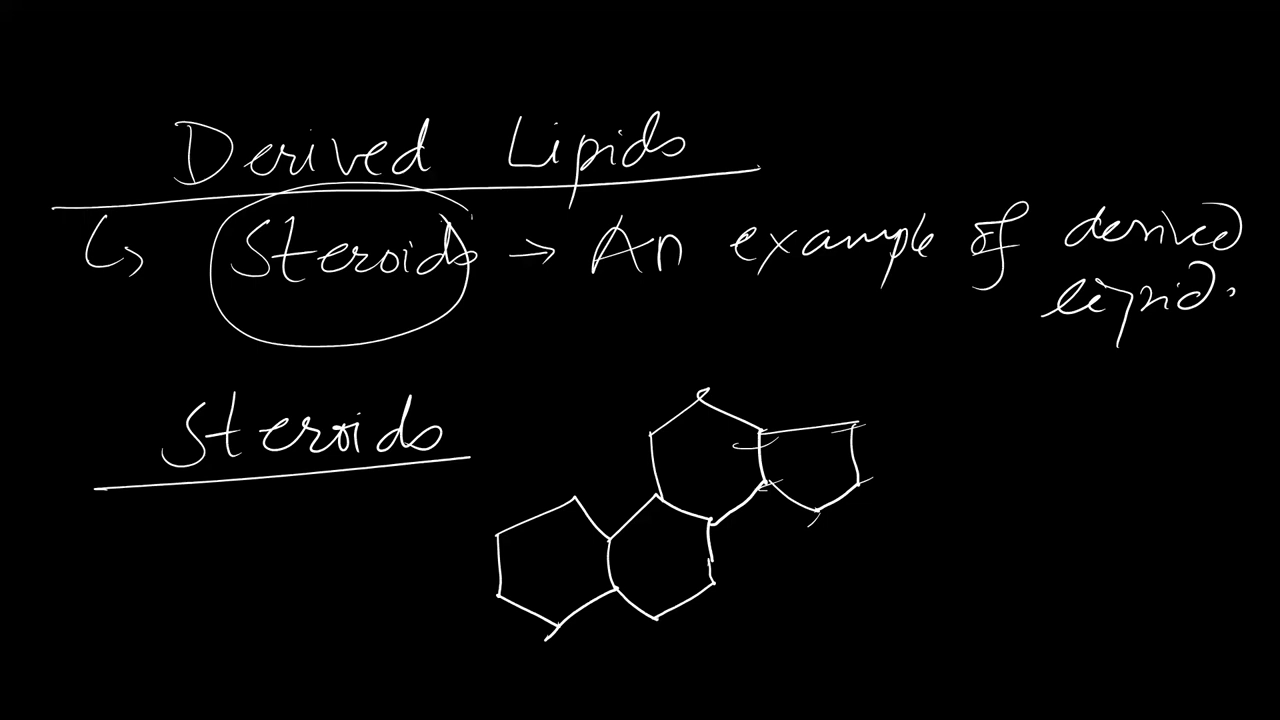 Derived Lipids
↳ Steroids → An example of derived
lipid.
Steroids